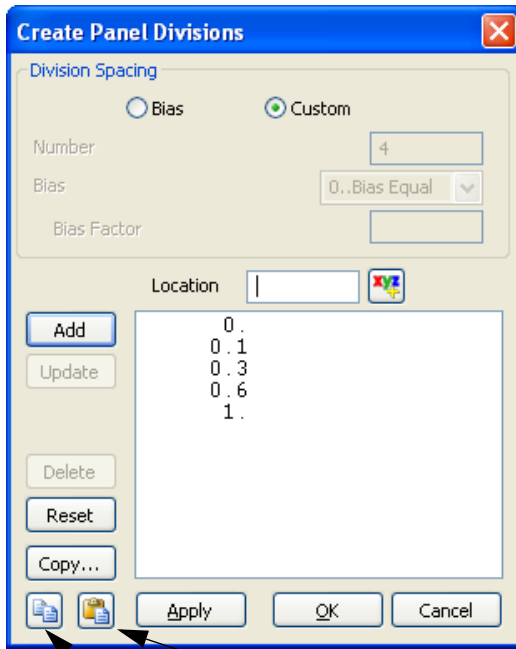 Create Panel Divisions
Division Spacing
Bias Custom
Number 4
Bias 0..Bias Equal
Bias Factor
Location xyz
Add
Update
Delete
Reset
Copy...
0.
0.1
0.3
0.6
1.
Apply OK Cancel